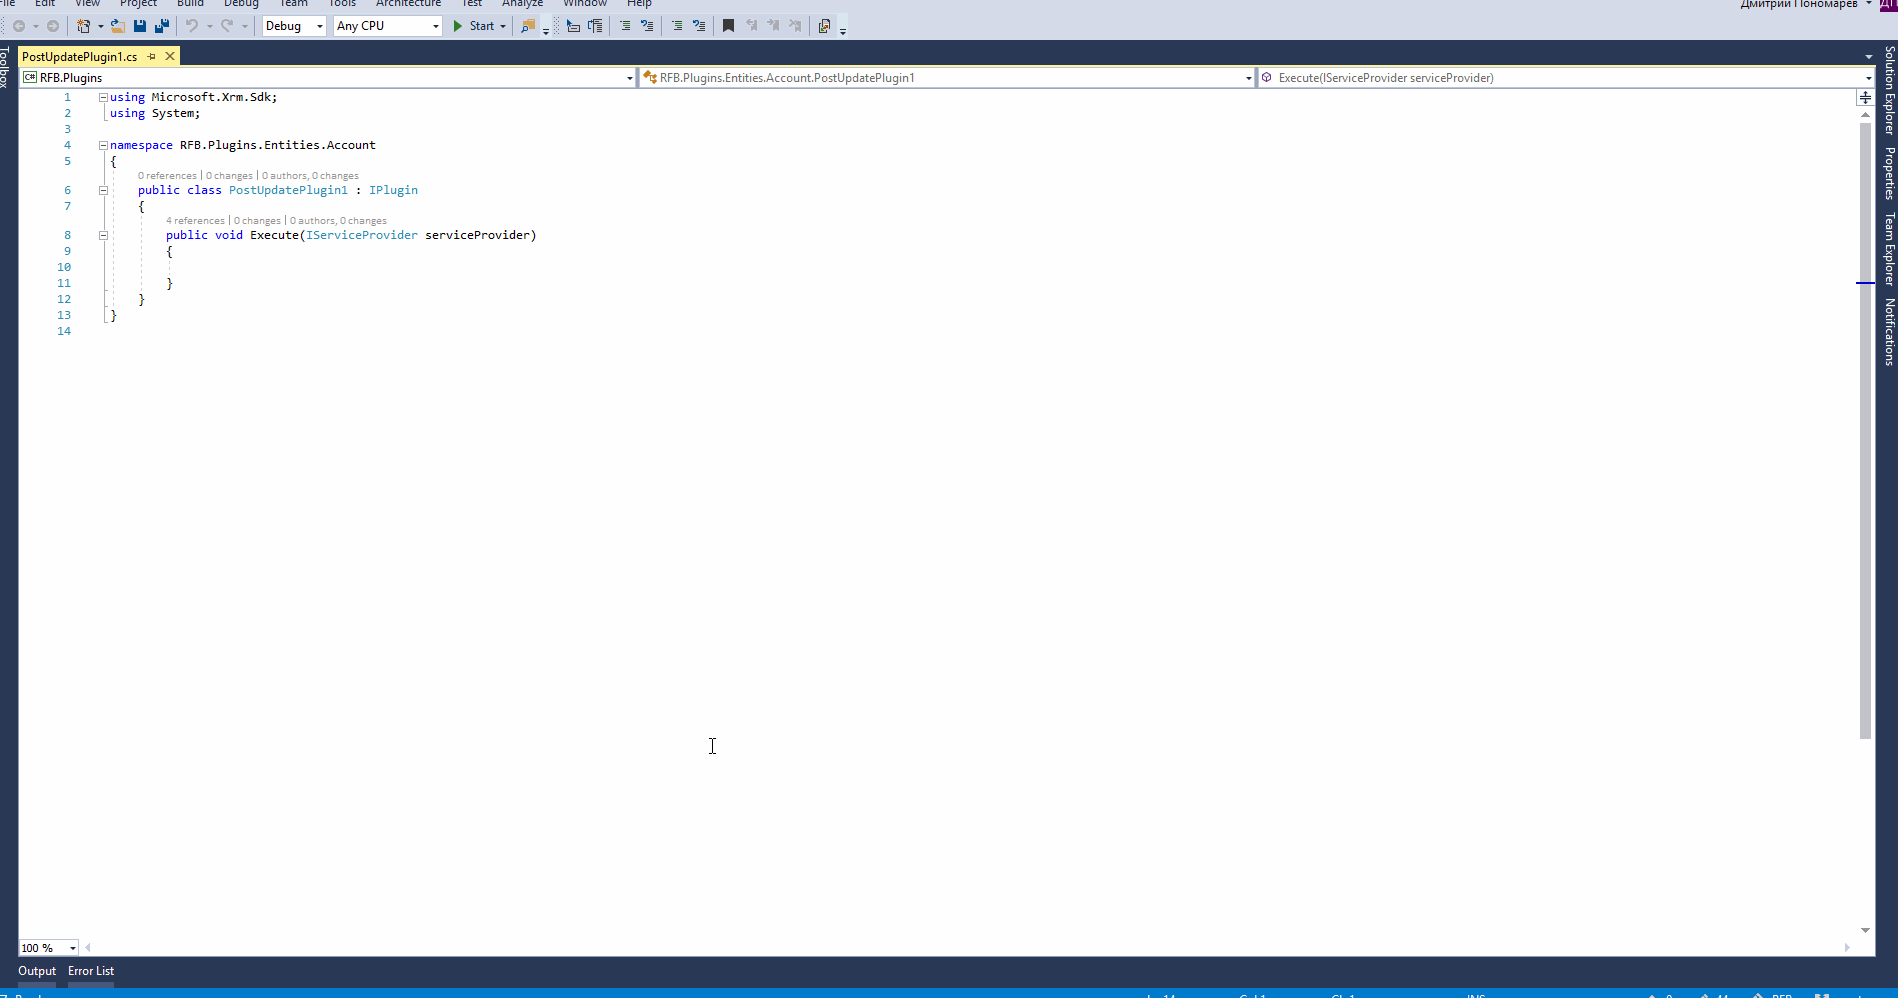 File Edit View Project Build Debug Team Tools Architecture Test Analyze Window Help
Дмитрий Пономарев ДП
Debug Any CPU Start
Toolbox
PostUpdatePlugin1.cs
RFB.Plugins RFB.Plugins.Entities.Account.PostUpdatePlugin1 Execute(IServiceProvider serviceProvider)
1 using Microsoft.Xrm.Sdk;
2 using System;
3
4 namespace RFB.Plugins.Entities.Account
5 {
0 references | 0 changes | 0 authors, 0 changes
6 public class PostUpdatePlugin1 : IPlugin
7 {
4 references | 0 changes | 0 authors, 0 changes
8 public void Execute(IServiceProvider serviceProvider)
9 {
10
11 }
12 }
13 }
14
Solution Explorer
Properties
Team Explorer
Notifications
100 %
Output Error List